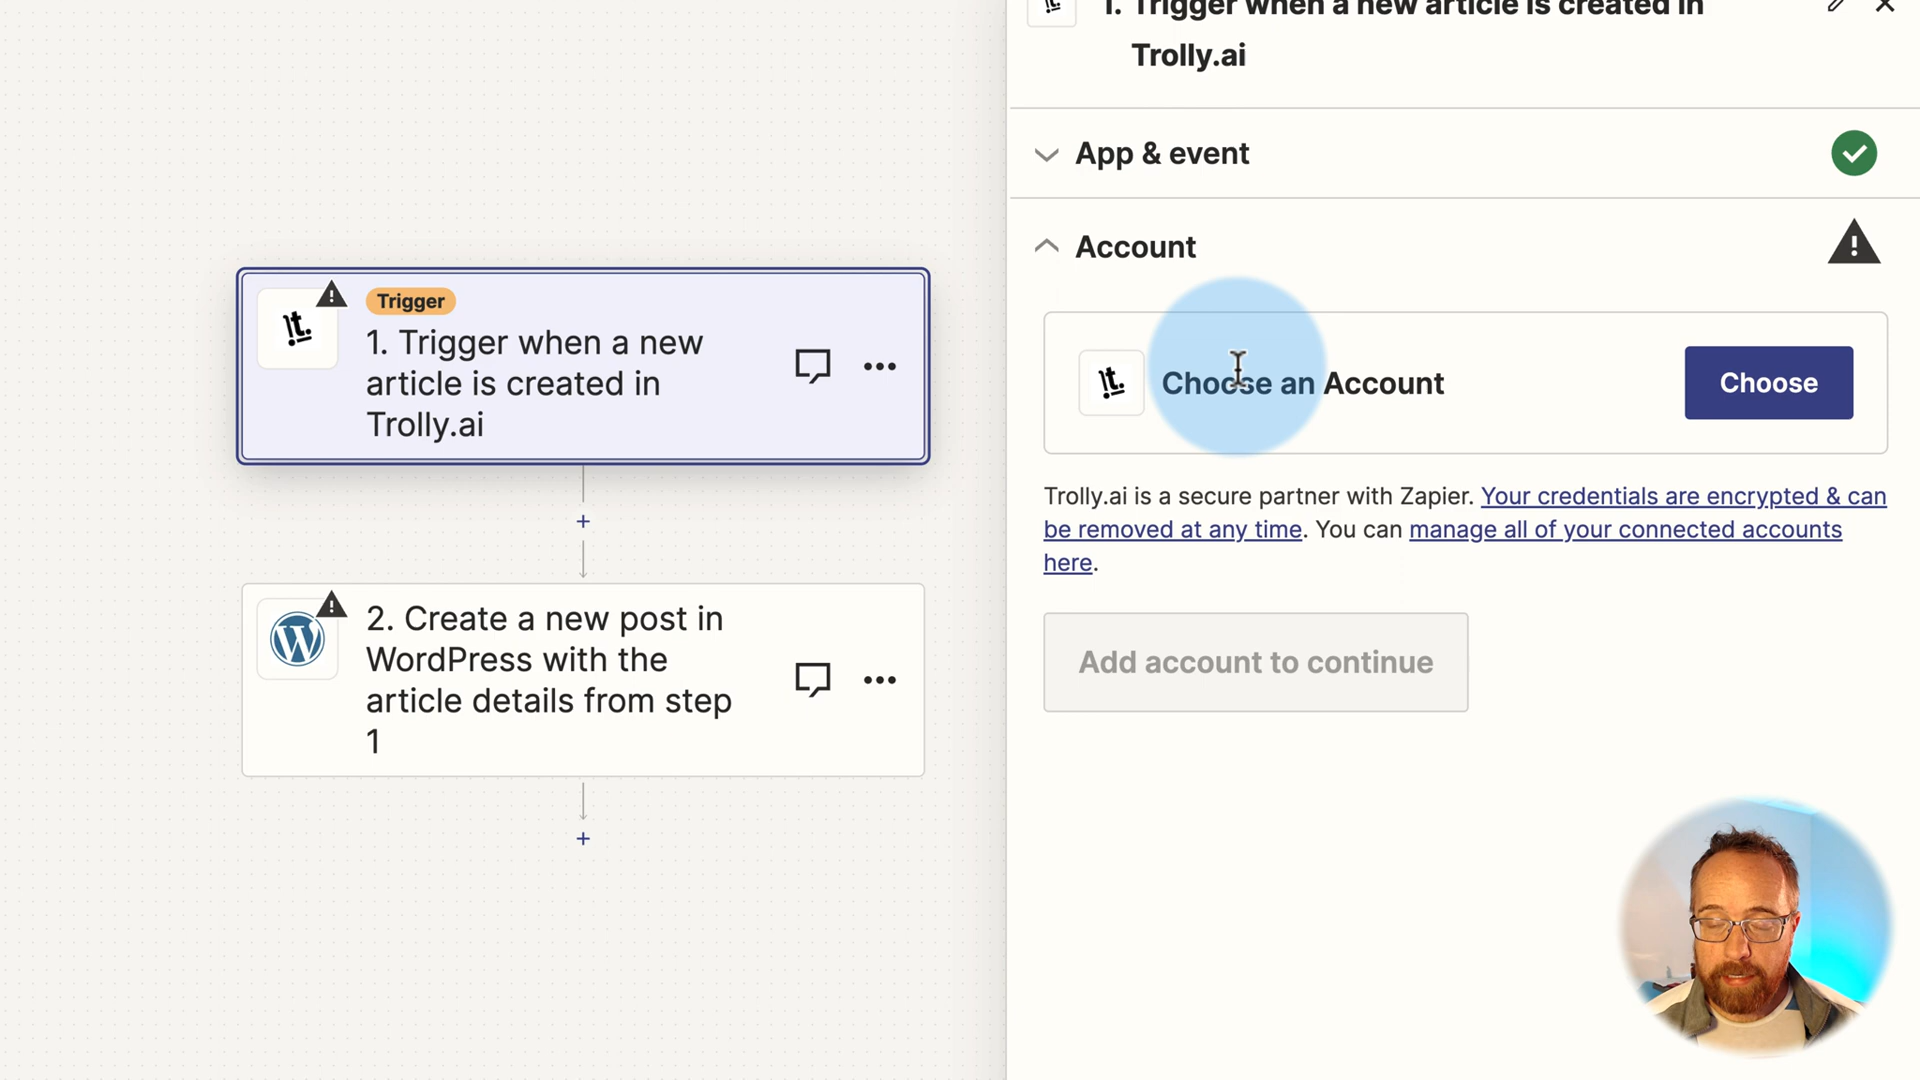 Trigger
1. Trigger when a new
article is created in
Trolly.ai
2. Create a new post in
WordPress with the
article details from step
1
1. Trigger when a new article is created in
Trolly.ai
App & event
Account
Choose an Account
Choose
Trolly.ai is a secure partner with Zapier. Your credentials are encrypted & can
be removed at any time. You can manage all of your connected accounts
here.
Add account to continue